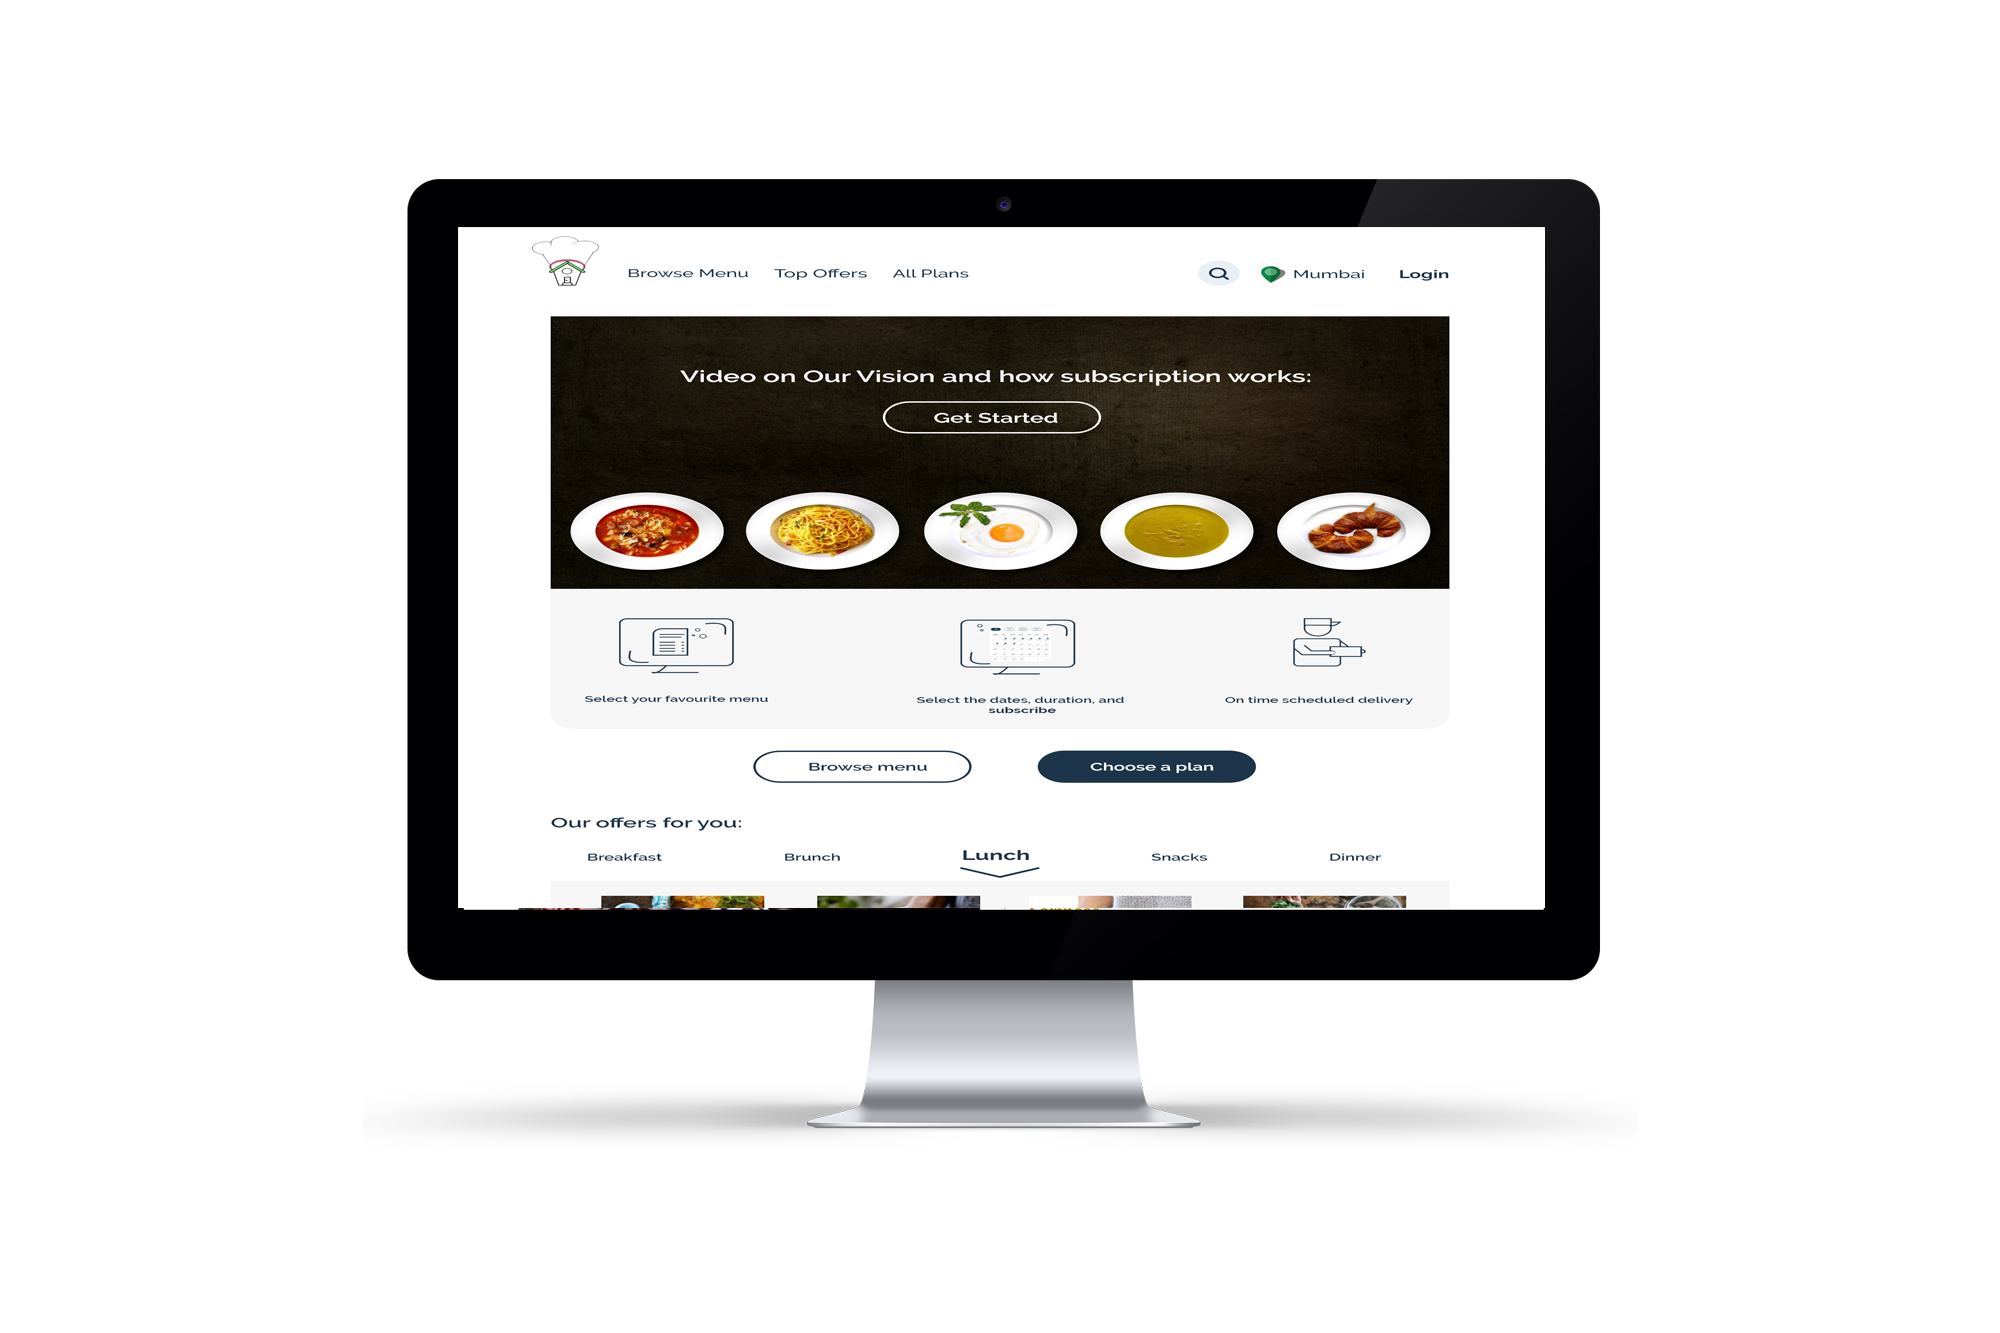 Browse Menu Top Offers All Plans Mumbai Login
Video on Our Vision and how subscription works:
Get Started
Select your favourite menu
Select the dates, duration, and
subscribe
On time scheduled delivery
Browse menu
Choose a plan
Our offers for you:
Breakfast Brunch Lunch Snacks Dinner